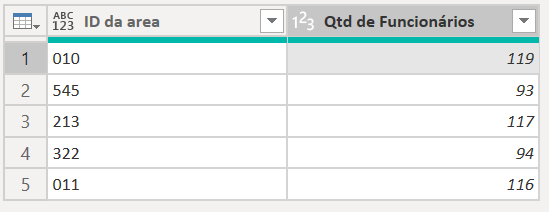 ABC 123 ID da area 123 Qtd de Funcionários
1 010 119
2 545 93
3 213 117
4 322 94
5 011 116